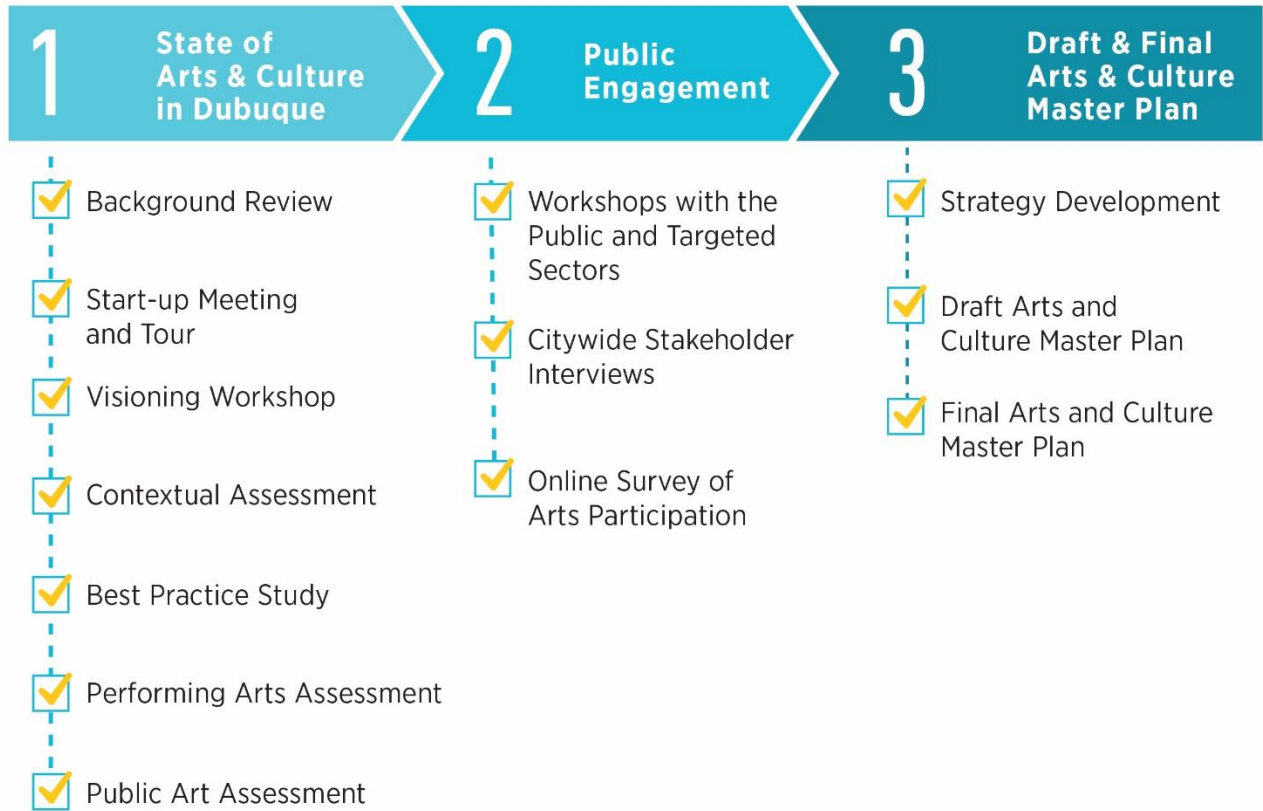 1
State of
Arts & Culture
in Dubuque
Background Review
Start-up Meeting
and Tour
Visioning Workshop
Contextual Assessment
Best Practice Study
Performing Arts Assessment
Public Art Assessment
2
Public
Engagement
Workshops with the
Public and Targeted
Sectors
Citywide Stakeholder
Interviews
Online Survey of
Arts Participation
3
Draft & Final
Arts & Culture
Master Plan
Strategy Development
Draft Arts and
Culture Master Plan
Final Arts and Culture
Master Plan